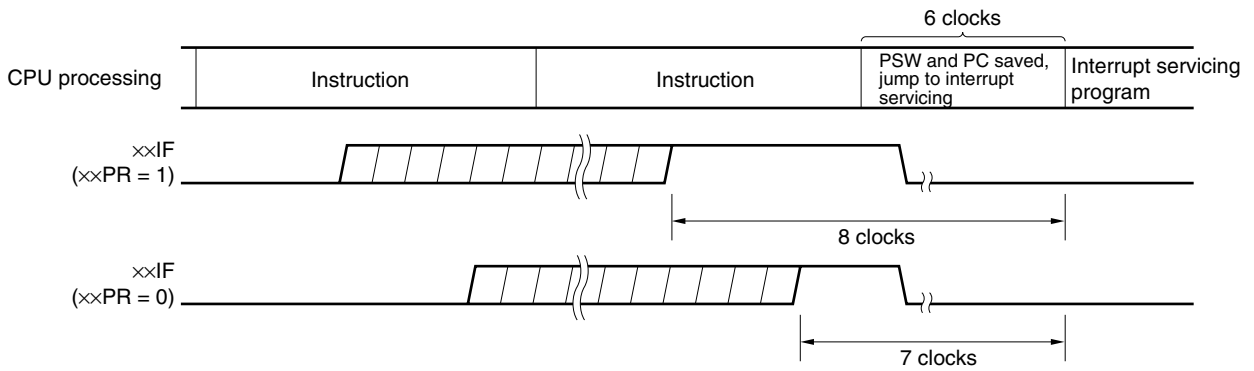 6 clocks
CPU processing
Instruction
Instruction
PSW and PC saved,
jump to interrupt
servicing
Interrupt servicing
program
××IF
(××PR = 1)
8 clocks
××IF
(××PR = 0)
7 clocks